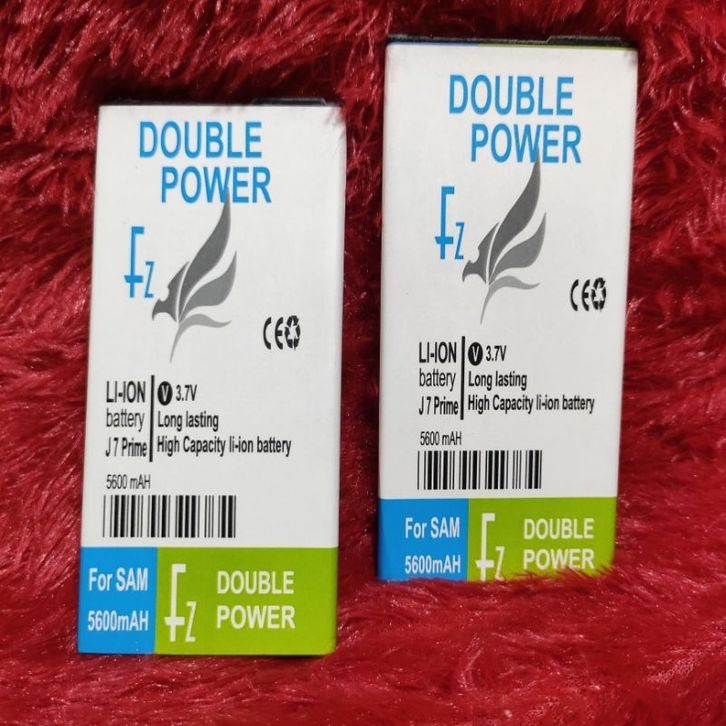 DOUBLE
POWER
fz
CE
LI-ION
battery
J 7 Prime
V 3.7V
Long lasting
High Capacity li-ion battery
5600 mAH
For SAM
5600mAH
fz
DOUBLE
POWER
DOUBLE
POWER
fz
CE
LI-ION
battery
J 7 Prime
V 3.7V
Long lasting
High Capacity li-ion battery
5600 mAH
For SAM
5600mAH
fz
DOUBLE
POWER